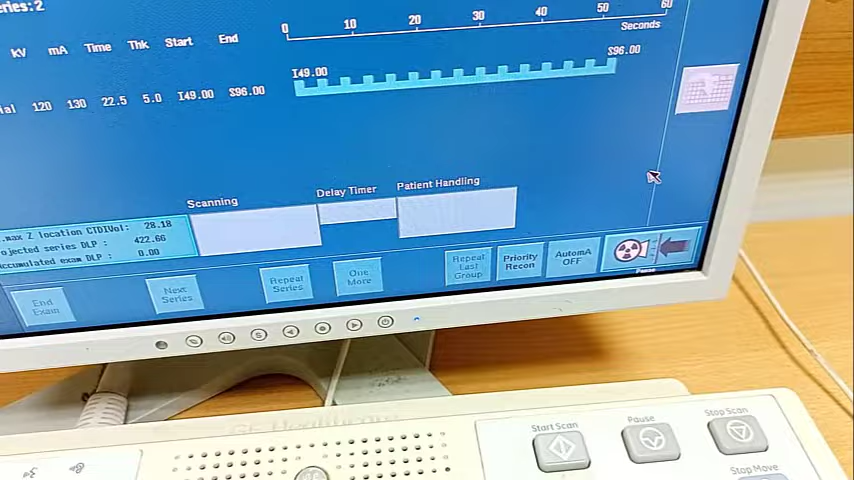 ries:2
KV mA Time Thk Start End
0 10 20 30 40 50 60
Seconds
ial 120 130 22.5 5.0 I49.00 S96.00
I49.00 S96.00
Scanning Delay Timer Patient Handling
.max Z location CTDIVol: 28.18
ojected series DLP : 422.66
ccumulated exam DLP : 0.00
End Exam
Next Series
Repeat Series
One More
Repeat Last Group
Priority Recon
AutomA OFF
Pause
GE Healthcare
Start Scan Pause Stop Scan
Stop Move